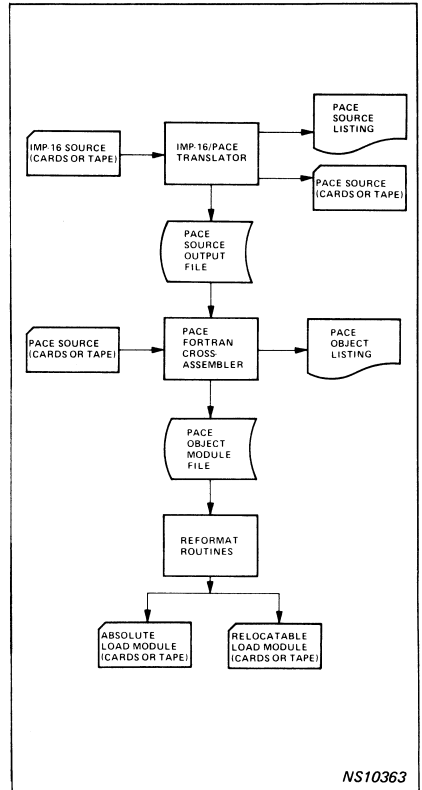 PACE
SOURCE
LISTING
IMP-16 SOURCE
(CARDS OR TAPE)
IMP-16/PACE
TRANSLATOR
PACE SOURCE
(CARDS OR TAPE)
PACE
SOURCE
OUTPUT
FILE
PACE SOURCE
(CARDS OR TAPE)
PACE
FORTRAN
CROSS-
ASSEMBLER
PACE
OBJECT
LISTING
PACE
OBJECT
MODULE
FILE
REFORMAT
ROUTINES
ABSOLUTE
LOAD MODULE
(CARDS OR TAPE)
RELOCATABLE
LOAD MODULE
(CARDS OR TAPE)
NS10363